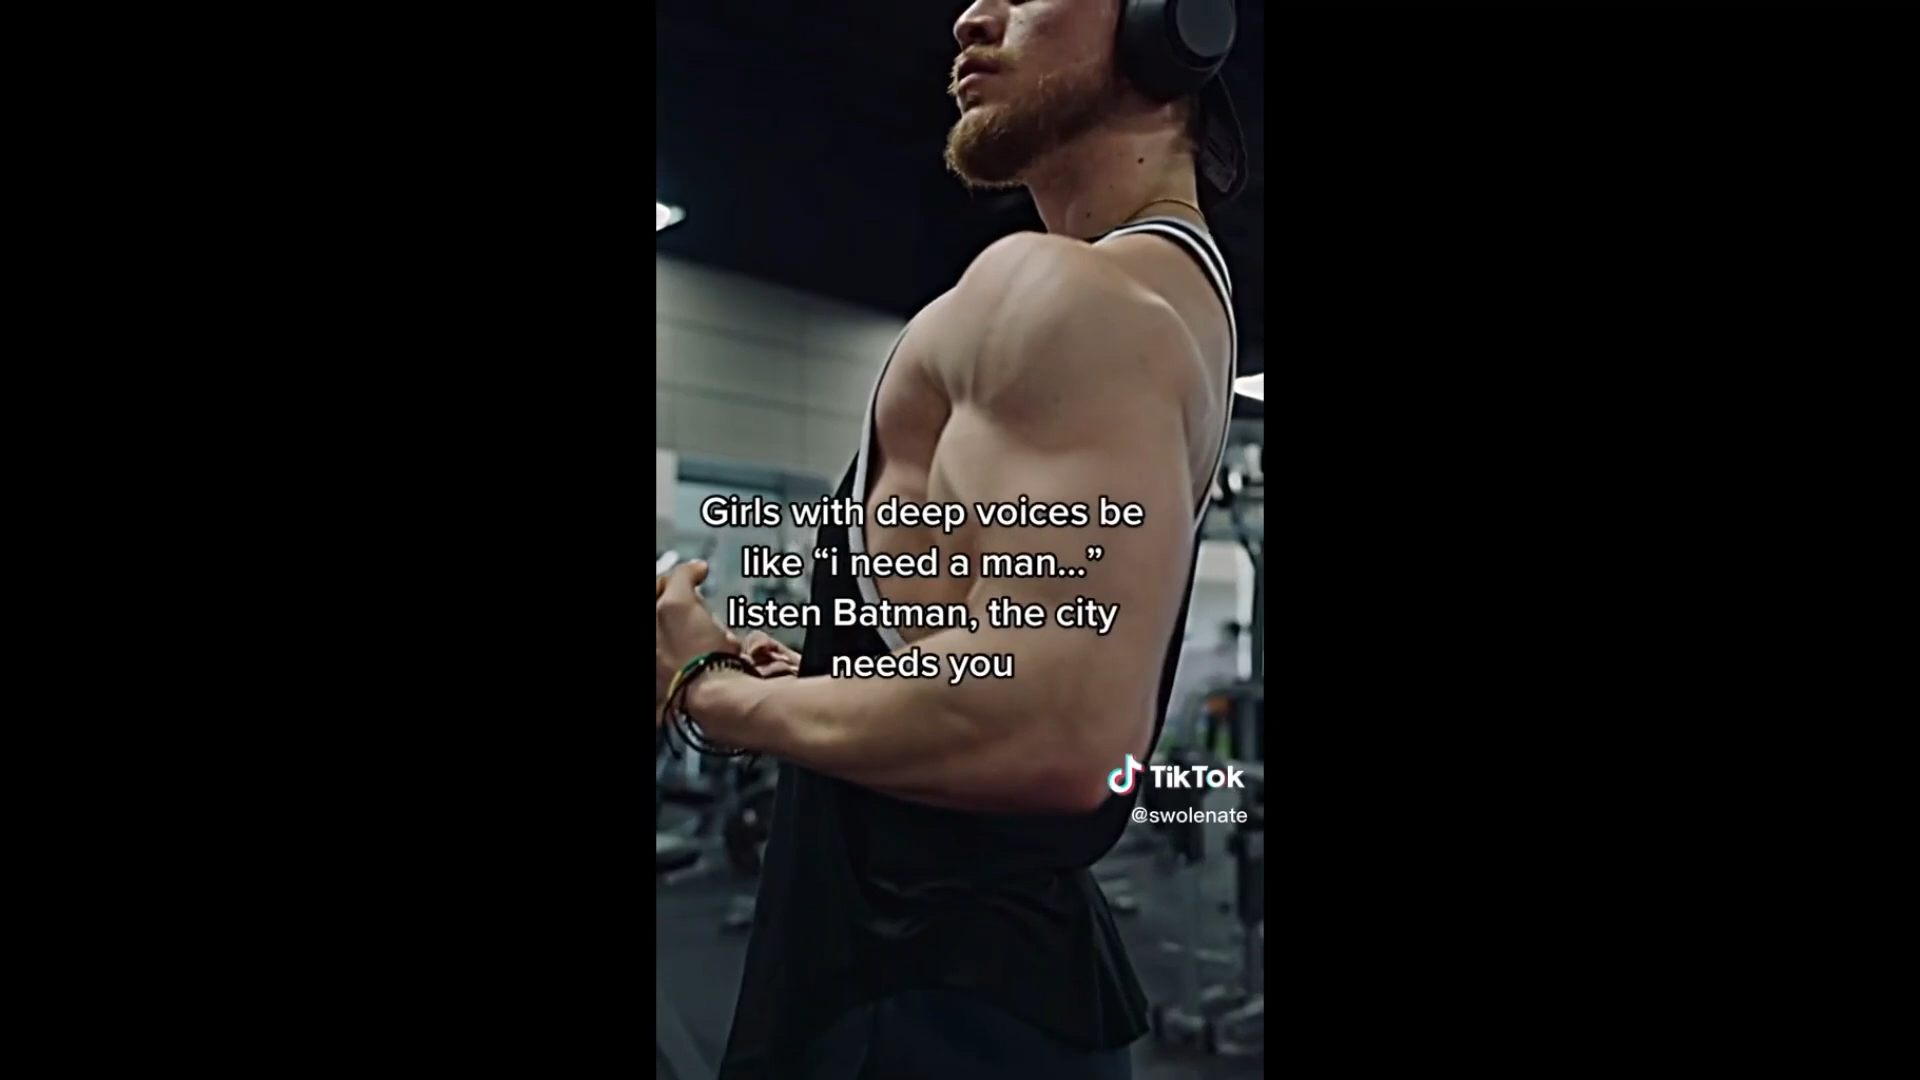 Girls with deep voices be
like “i need a man...”
listen Batman, the city
needs you
TikTok
@swolenate